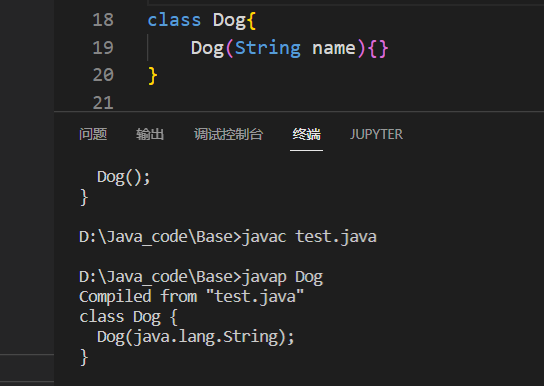 18 class Dog{
19     Dog(String name){}
20 }
21
问题 输出 调试控制台 终端 JUPYTER
  Dog();
}
D:\Java_code\Base>javac test.java
D:\Java_code\Base>javap Dog
Compiled from "test.java"
class Dog {
  Dog(java.lang.String);
}